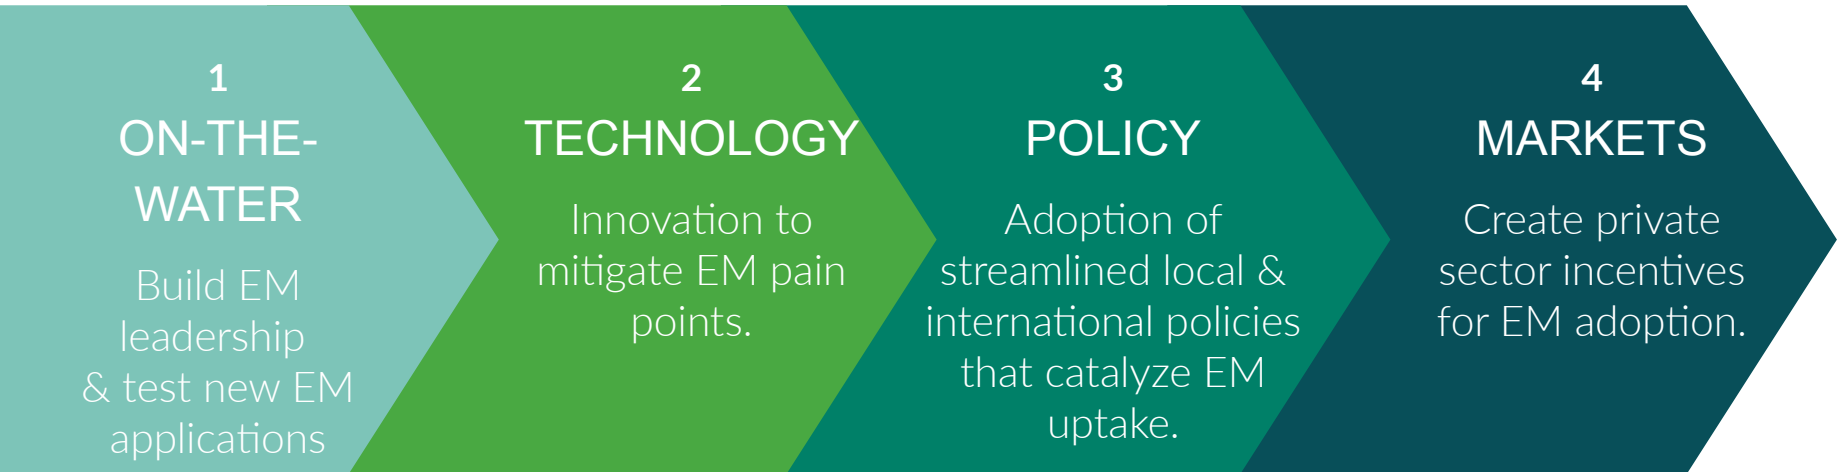 1
ON-THE-
WATER
Build EM
leadership
& test new EM
applications
2
TECHNOLOGY
Innovation to
mitigate EM pain
points.
3
POLICY
Adoption of
streamlined local &
international policies
that catalyze EM
uptake.
4
MARKETS
Create private
sector incentives
for EM adoption.